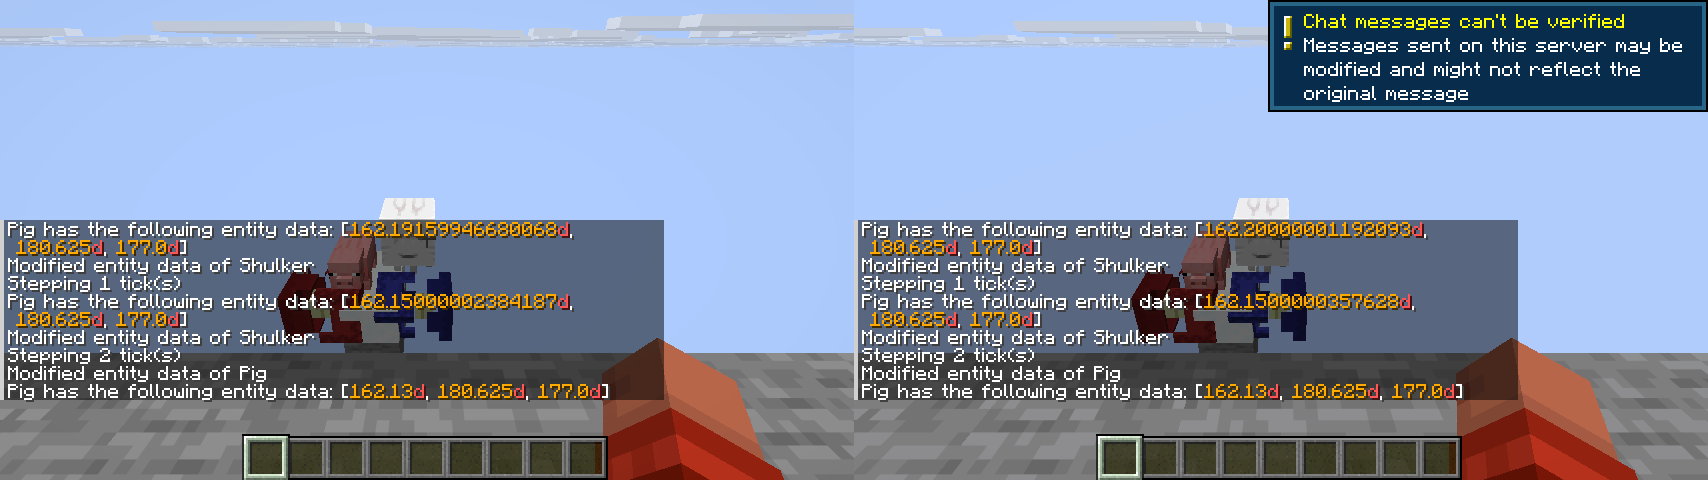 Pig has the following entity data: [162.191599466680068d,
180.625d, 177.0d]
Modified entity data of Shulker
Stepping 1 tick(s)
Pig has the following entity data: [162.15000002384187d,
180.625d, 177.0d]
Modified entity data of Shulker
Stepping 2 tick(s)
Modified entity data of Pig
Pig has the following entity data: [162.13d, 180.625d, 177.0d]
Chat messages can't be verified
Messages sent on this server may be
modified and might not reflect the
original message
Pig has the following entity data: [162.200000001192093d,
180.625d, 177.0d]
Modified entity data of Shulker
Stepping 1 tick(s)
Pig has the following entity data: [162.15000000357628d,
180.625d, 177.0d]
Modified entity data of Shulker
Stepping 2 tick(s)
Modified entity data of Pig
Pig has the following entity data: [162.13d, 180.625d, 177.0d]